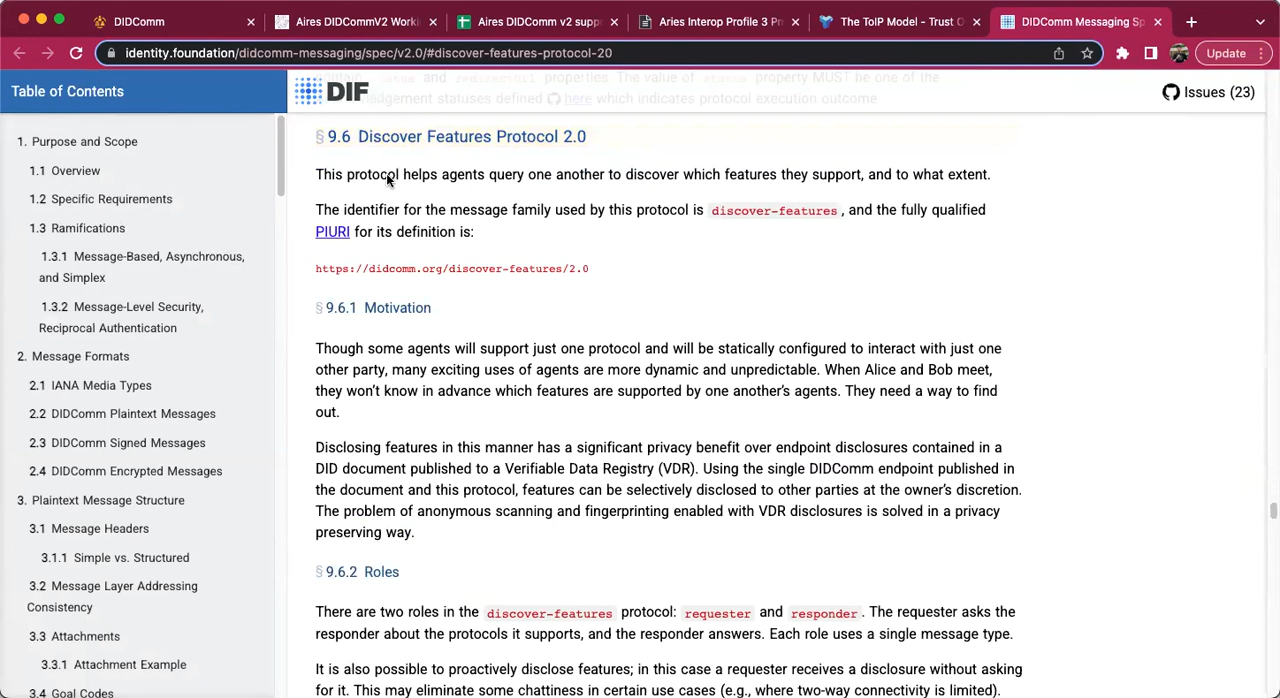 DIDComm
Aires DIDCommV2 Worki
Aires DIDComm v2 supp
Aries Interop Profile 3 Pr
The ToIP Model - Trust O
DIDComm Messaging Sp
identity.foundation/didcomm-messaging/spec/v2.0/#discover-features-protocol-20
Update
Table of Contents
DIF
Issues (23)
properties. The value of status property MUST be one of the
statuses defined here which indicates protocol execution outcome
1. Purpose and Scope
1.1 Overview
1.2 Specific Requirements
1.3 Ramifications
1.3.1 Message-Based, Asynchronous,
and Simplex
1.3.2 Message-Level Security,
Reciprocal Authentication
2. Message Formats
2.1 IANA Media Types
2.2 DIDComm Plaintext Messages
2.3 DIDComm Signed Messages
2.4 DIDComm Encrypted Messages
3. Plaintext Message Structure
3.1 Message Headers
3.1.1 Simple vs. Structured
3.2 Message Layer Addressing
Consistency
3.3 Attachments
3.3.1 Attachment Example
3.4 Goal Codes
§ 9.6 Discover Features Protocol 2.0
This protocol helps agents query one another to discover which features they support, and to what extent.
The identifier for the message family used by this protocol is discover-features, and the fully qualified
PIURI for its definition is:
https://didcomm.org/discover-features/2.0
§ 9.6.1 Motivation
Though some agents will support just one protocol and will be statically configured to interact with just one
other party, many exciting uses of agents are more dynamic and unpredictable. When Alice and Bob meet,
they won't know in advance which features are supported by one another's agents. They need a way to find
out.
Disclosing features in this manner has a significant privacy benefit over endpoint disclosures contained in a
DID document published to a Verifiable Data Registry (VDR). Using the single DIDComm endpoint published in
the document and this protocol, features can be selectively disclosed to other parties at the owner's discretion.
The problem of anonymous scanning and fingerprinting enabled with VDR disclosures is solved in a privacy
preserving way.
§ 9.6.2 Roles
There are two roles in the discover-features protocol: requester and responder. The requester asks the
responder about the protocols it supports, and the responder answers. Each role uses a single message type.
It is also possible to proactively disclose features; in this case a requester receives a disclosure without asking
for it. This may eliminate some chattiness in certain use cases (e.g., where two-way connectivity is limited).